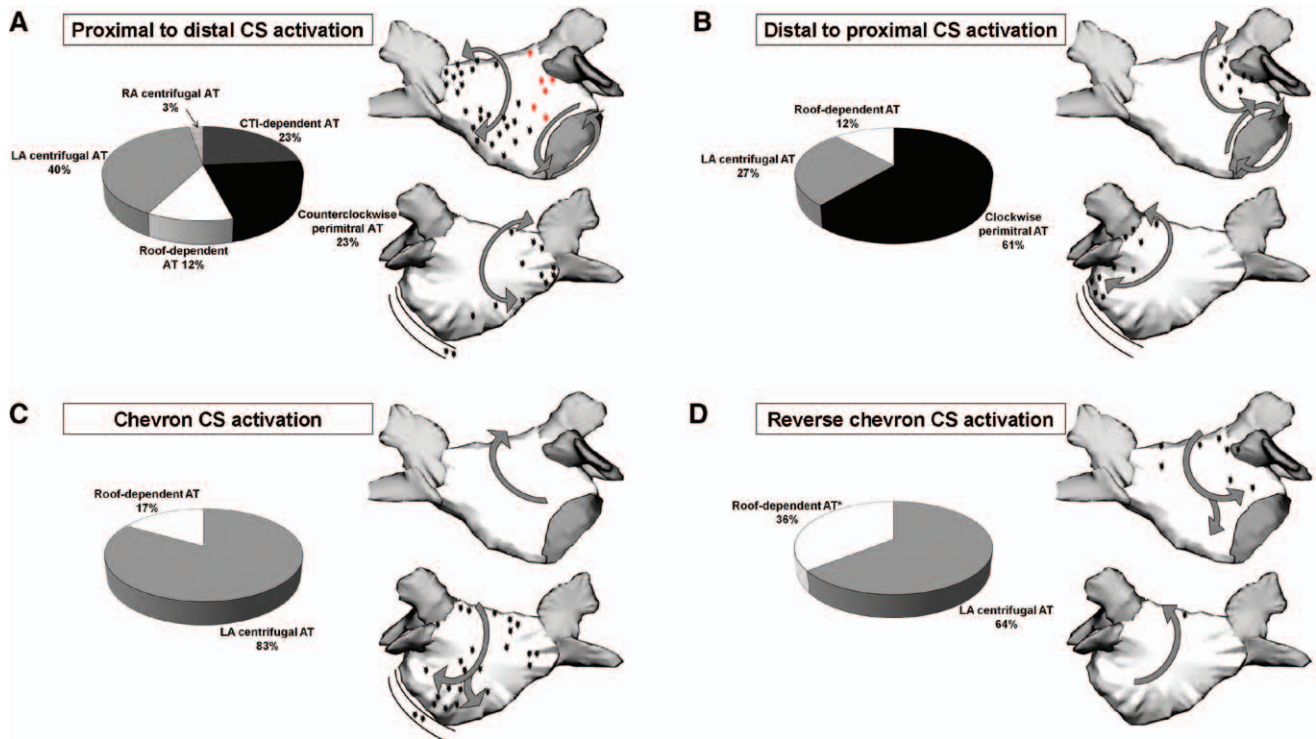 A
Proximal to distal CS activation
RA centrifugal AT
3%
CTI-dependent AT
23%
LA centrifugal AT
40%
Counterclockwise
perimitral AT
23%
Roof-dependent
AT 12%
B
Distal to proximal CS activation
Roof-dependent AT
12%
LA centrifugal AT
27%
Clockwise
perimitral AT
61%
C
Chevron CS activation
Roof-dependent AT
17%
LA centrifugal AT
83%
D
Reverse chevron CS activation
Roof-dependent AT*
36%
LA centrifugal AT
64%